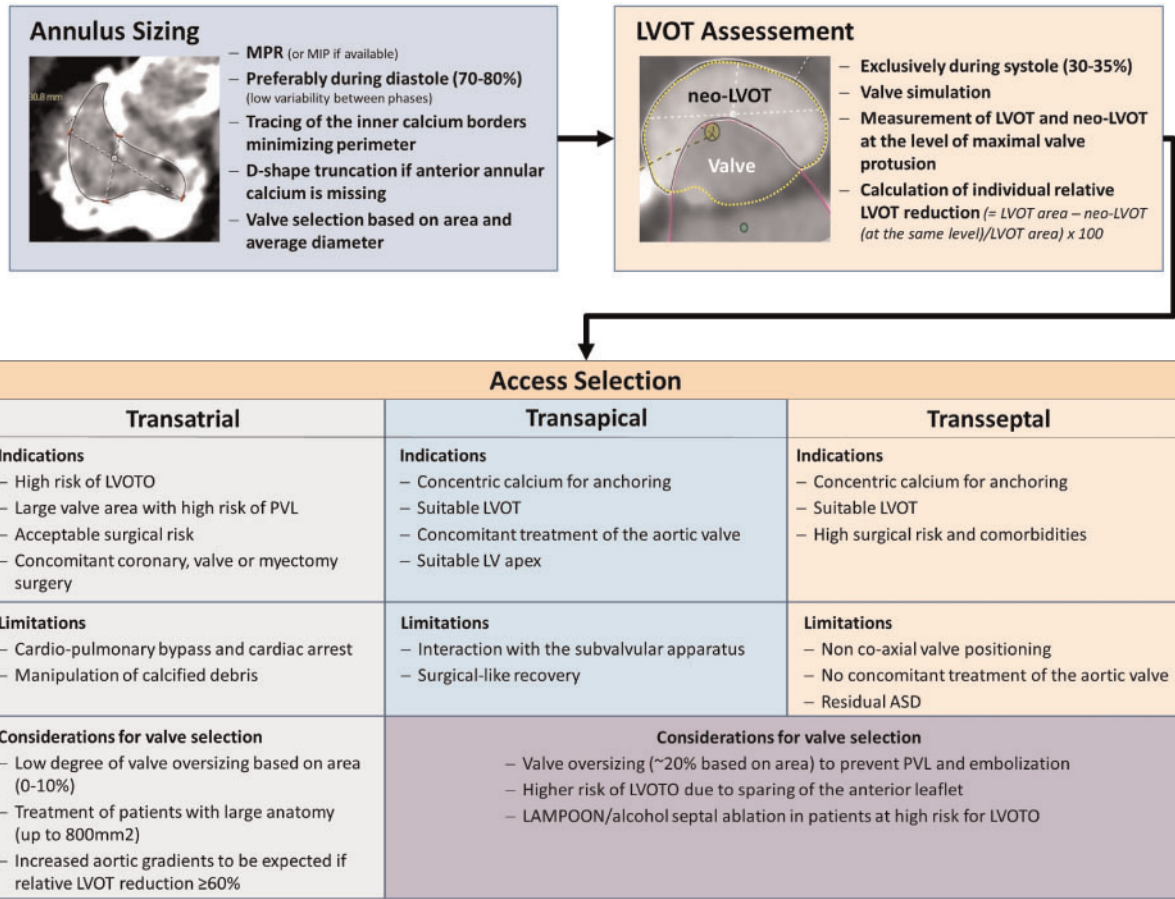 Annulus Sizing
30.8 mm
– MPR (or MIP if available)
– Preferably during diastole (70-80%)
(low variability between phases)
– Tracing of the inner calcium borders
minimizing perimeter
– D-shape truncation if anterior annular
calcium is missing
– Valve selection based on area and
average diameter
LVOT Assessement
neo-LVOT
Valve
– Exclusively during systole (30-35%)
– Valve simulation
– Measurement of LVOT and neo-LVOT
at the level of maximal valve
protusion
– Calculation of individual relative
LVOT reduction (= LVOT area – neo-LVOT
(at the same level)/LVOT area) x 100
Access Selection
Transatrial
Indications
– High risk of LVOTO
– Large valve area with high risk of PVL
– Acceptable surgical risk
– Concomitant coronary, valve or myectomy
surgery
Limitations
– Cardio-pulmonary bypass and cardiac arrest
– Manipulation of calcified debris
Considerations for valve selection
– Low degree of valve oversizing based on area
(0-10%)
– Treatment of patients with large anatomy
(up to 800mm2)
– Increased aortic gradients to be expected if
relative LVOT reduction ≥60%
Transapical
Indications
– Concentric calcium for anchoring
– Suitable LVOT
– Concomitant treatment of the aortic valve
– Suitable LV apex
Limitations
– Interaction with the subvalvular apparatus
– Surgical-like recovery
Transseptal
Indications
– Concentric calcium for anchoring
– Suitable LVOT
– High surgical risk and comorbidities
Limitations
– Non co-axial valve positioning
– No concomitant treatment of the aortic valve
– Residual ASD
Considerations for valve selection
– Valve oversizing (~20% based on area) to prevent PVL and embolization
– Higher risk of LVOTO due to sparing of the anterior leaflet
– LAMPOON/alcohol septal ablation in patients at high risk for LVOTO